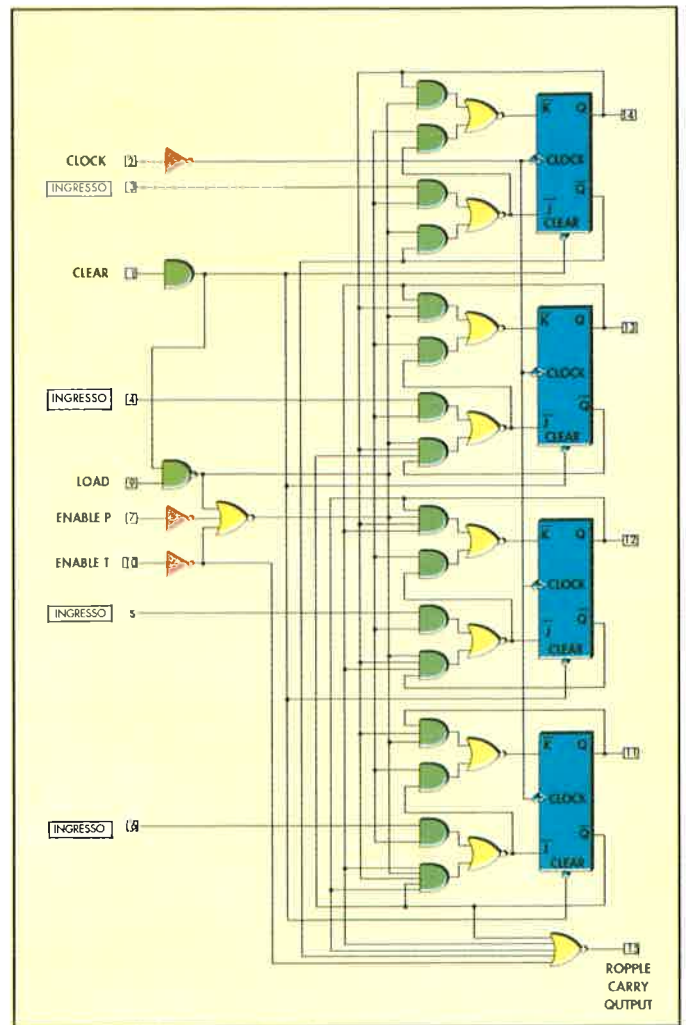 K Q 14
CLOCK 2 CLOCK
INGRESSO 3 Q
J
CLEAR
CLEAR 1
K Q 13
CLOCK
INGRESSO 4 Q
J
CLEAR
LOAD 9
ENABLE P 7 K Q 12
ENABLE T 10 CLOCK
INGRESSO 5 Q
J
CLEAR
K Q 11
CLOCK
INGRESSO Q
J
CLEAR
15
ROPPLE
CARRY
OUTPUT